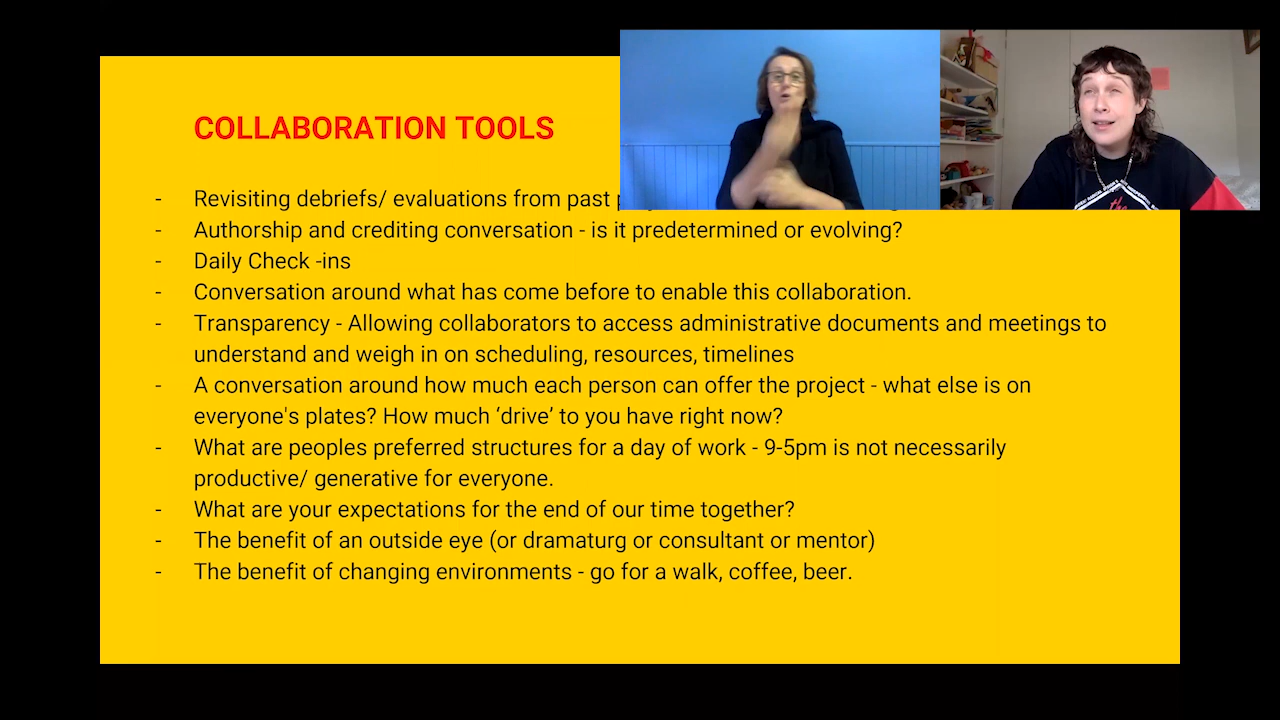 COLLABORATION TOOLS
- Revisiting debriefs/ evaluations from past
- Authorship and crediting conversation - is it predetermined or evolving?
- Daily Check -ins
- Conversation around what has come before to enable this collaboration.
- Transparency - Allowing collaborators to access administrative documents and meetings to
understand and weigh in on scheduling, resources, timelines
- A conversation around how much each person can offer the project - what else is on
everyone's plates? How much ‘drive’ to you have right now?
- What are peoples preferred structures for a day of work - 9-5pm is not necessarily
productive/ generative for everyone.
- What are your expectations for the end of our time together?
- The benefit of an outside eye (or dramaturg or consultant or mentor)
- The benefit of changing environments - go for a walk, coffee, beer.